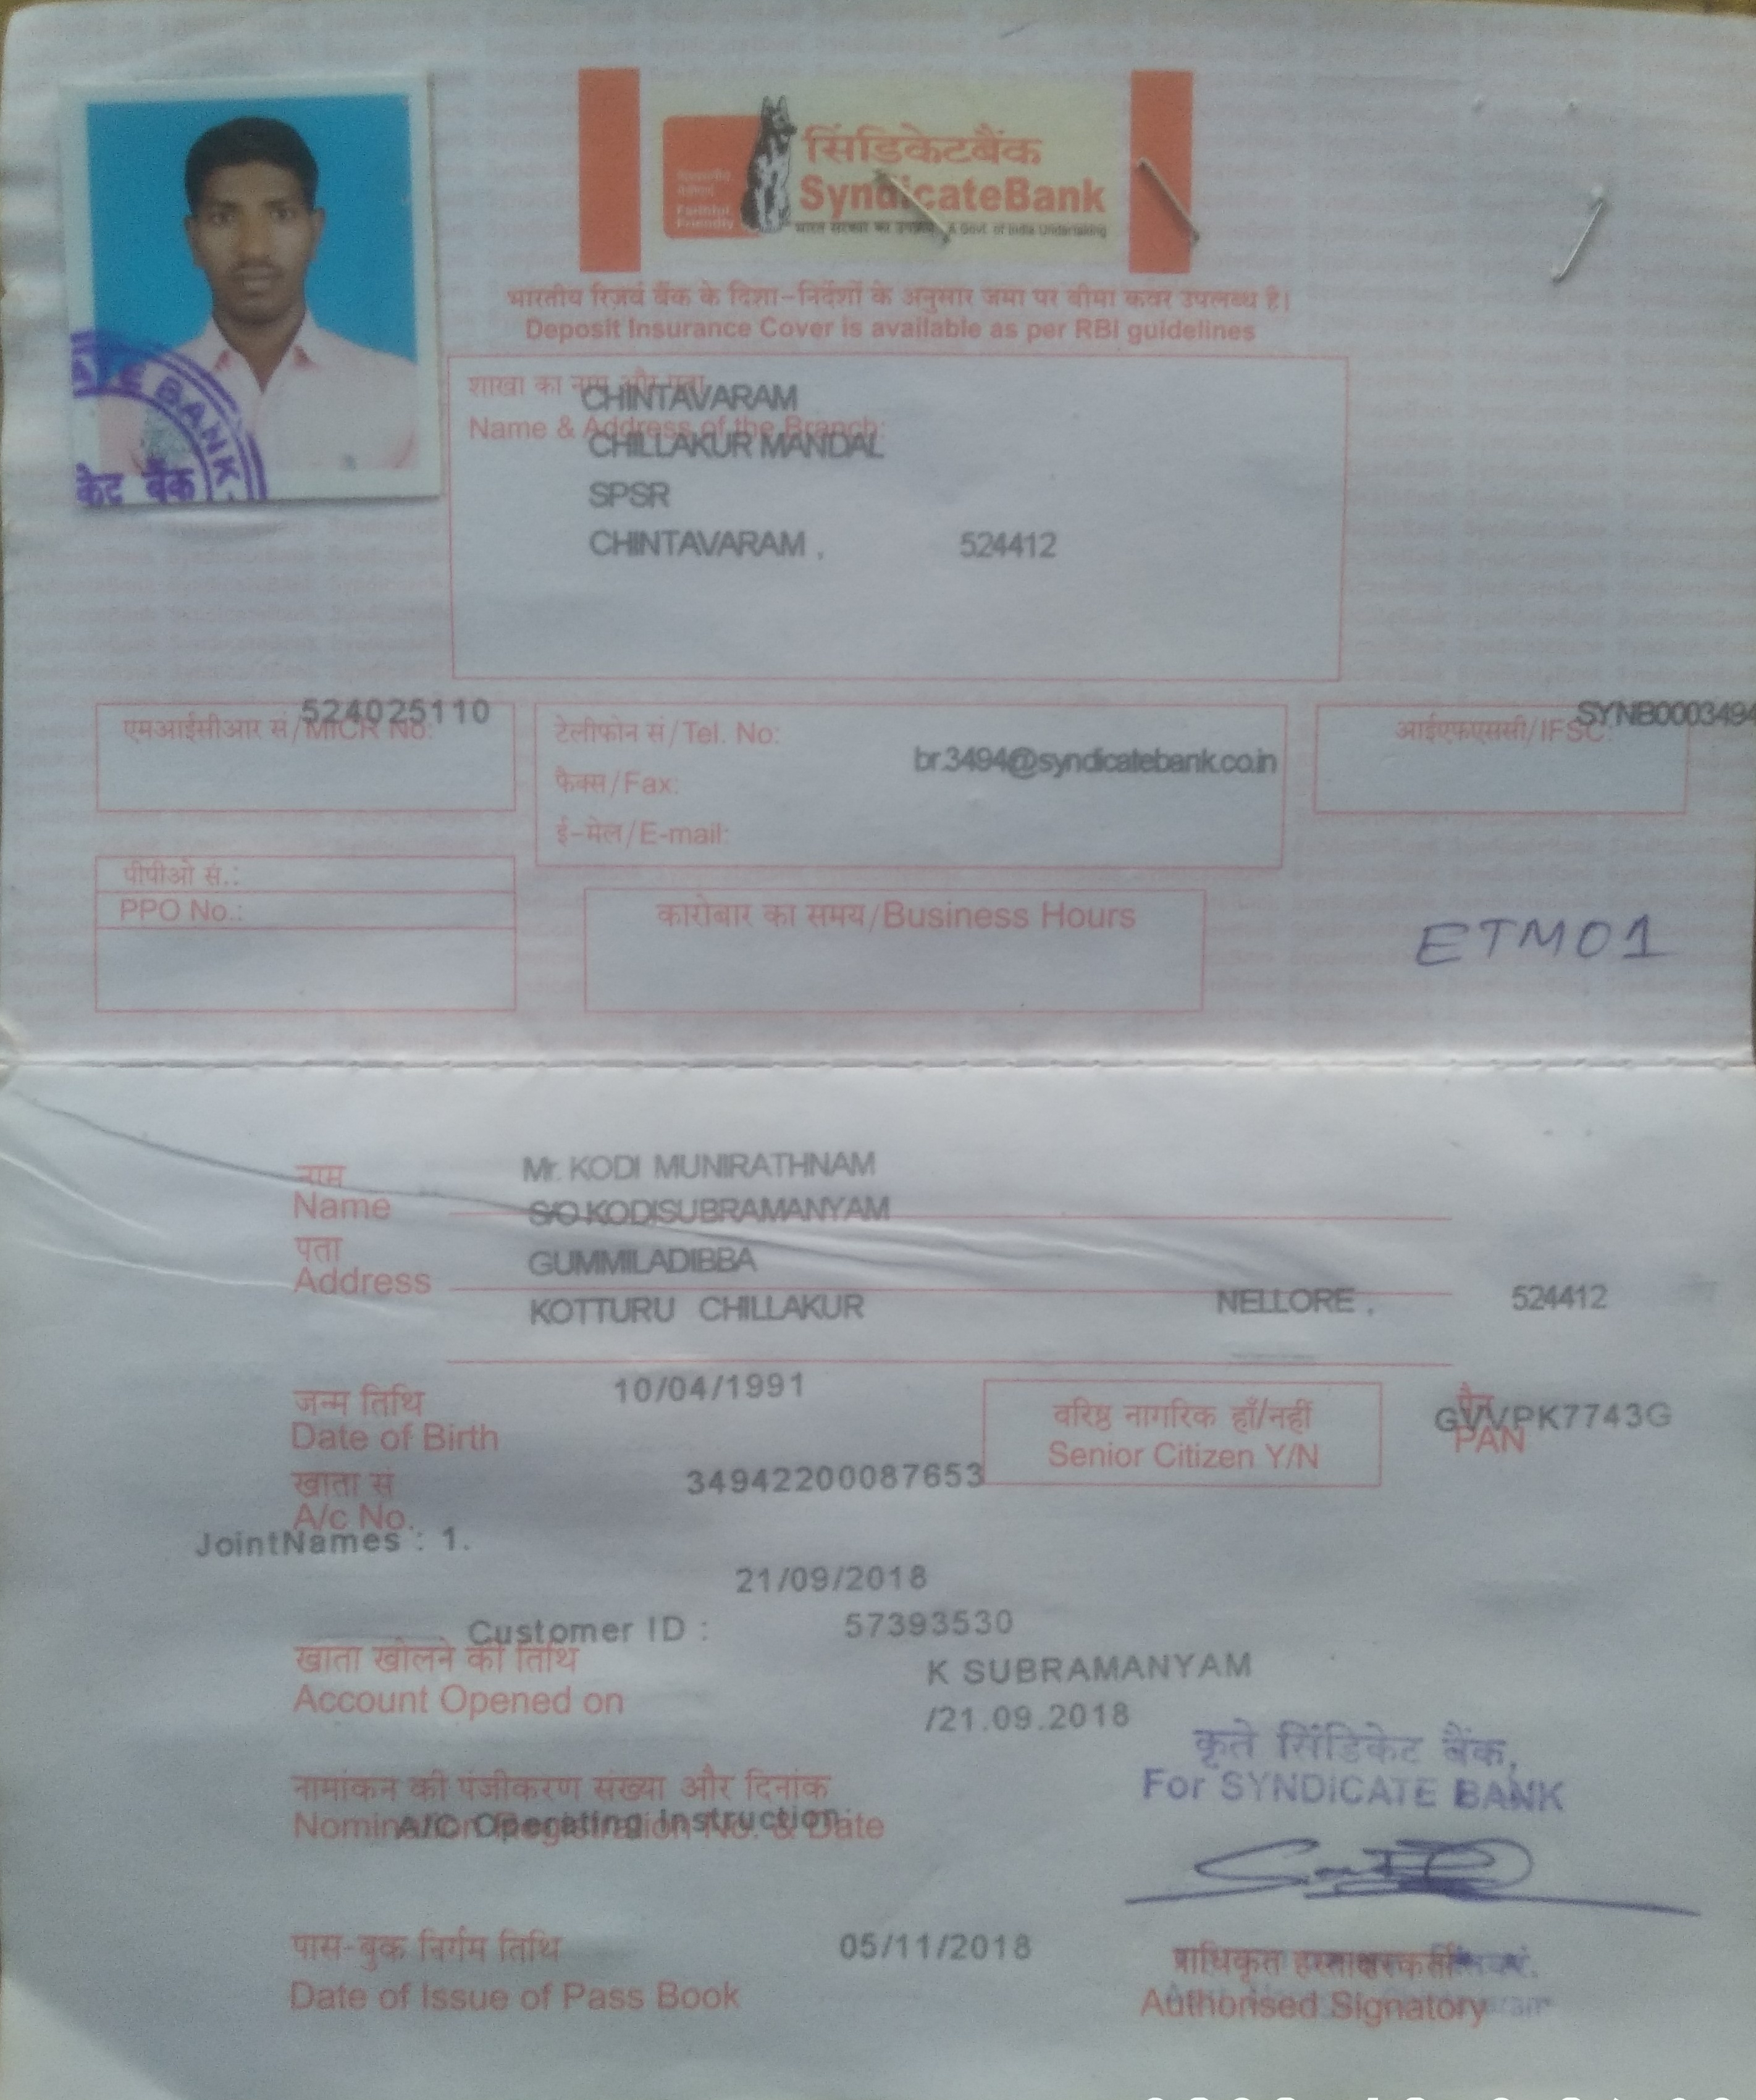 सिंडिकेटबैंक
SyndicateBank
Faithful, Friendly
भारत सरकार का उपक्रम A Govt. of India Undertaking
भारतीय रिज़र्व बैंक के दिशा-निर्देशों के अनुसार जमा पर बीमा कवर उपलब्ध है।
Deposit Insurance Cover is available as per RBI guidelines
BANK
केट बैंक
शाखा का नाम और पता
CHINTAVARAM
Name & Address of the Branch:
CHILLAKUR MANDAL
SPSR
CHINTAVARAM . 524412
एमआईसीआर सं/MICR No: 524025110
टेलीफोन सं/Tel. No:
br.3494@syndicatebank.co.in
फैक्स/Fax:
ई-मेल/E-mail:
आईएफएससी/IFSC: SYNB0003494
पीपीओ सं.:
PPO No.:
कारोबार का समय/Business Hours
ETM01
नाम
Name
Mr. KODI MUNIRATHNAM
S/O.KODISUBRAMANYAM
पता
Address
GUMMILADIBBA
KOTTURU CHILLAKUR NELLORE . 524412
जन्म तिथि
Date of Birth
10/04/1991
वरिष्ठ नागरिक हाँ/नहीं
Senior Citizen Y/N
पैन
PAN
GVVPK7743G
खाता सं
A/c No.
34942200087653
JointNames : 1.
21/09/2018
Customer ID : 57393530
खाता खोलने की तिथि
Account Opened on
K SUBRAMANYAM
/21.09.2018
कृते सिंडिकेट बैंक,
For SYNDICATE BANK
नामांकन की पंजीकरण संख्या और दिनांक
Nomination Registration No. & Date
A/C Operating Instruction:
पास-बुक निर्गम तिथि
Date of Issue of Pass Book
05/11/2018
प्राधिकृत हस्ताक्षरकर्ता
Authorised Signatory